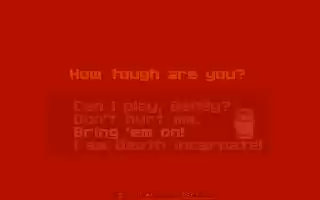 How tough are you?
Can I play, Daddy?
Don't hurt me.
Bring 'em on!
I am Death incarnate!